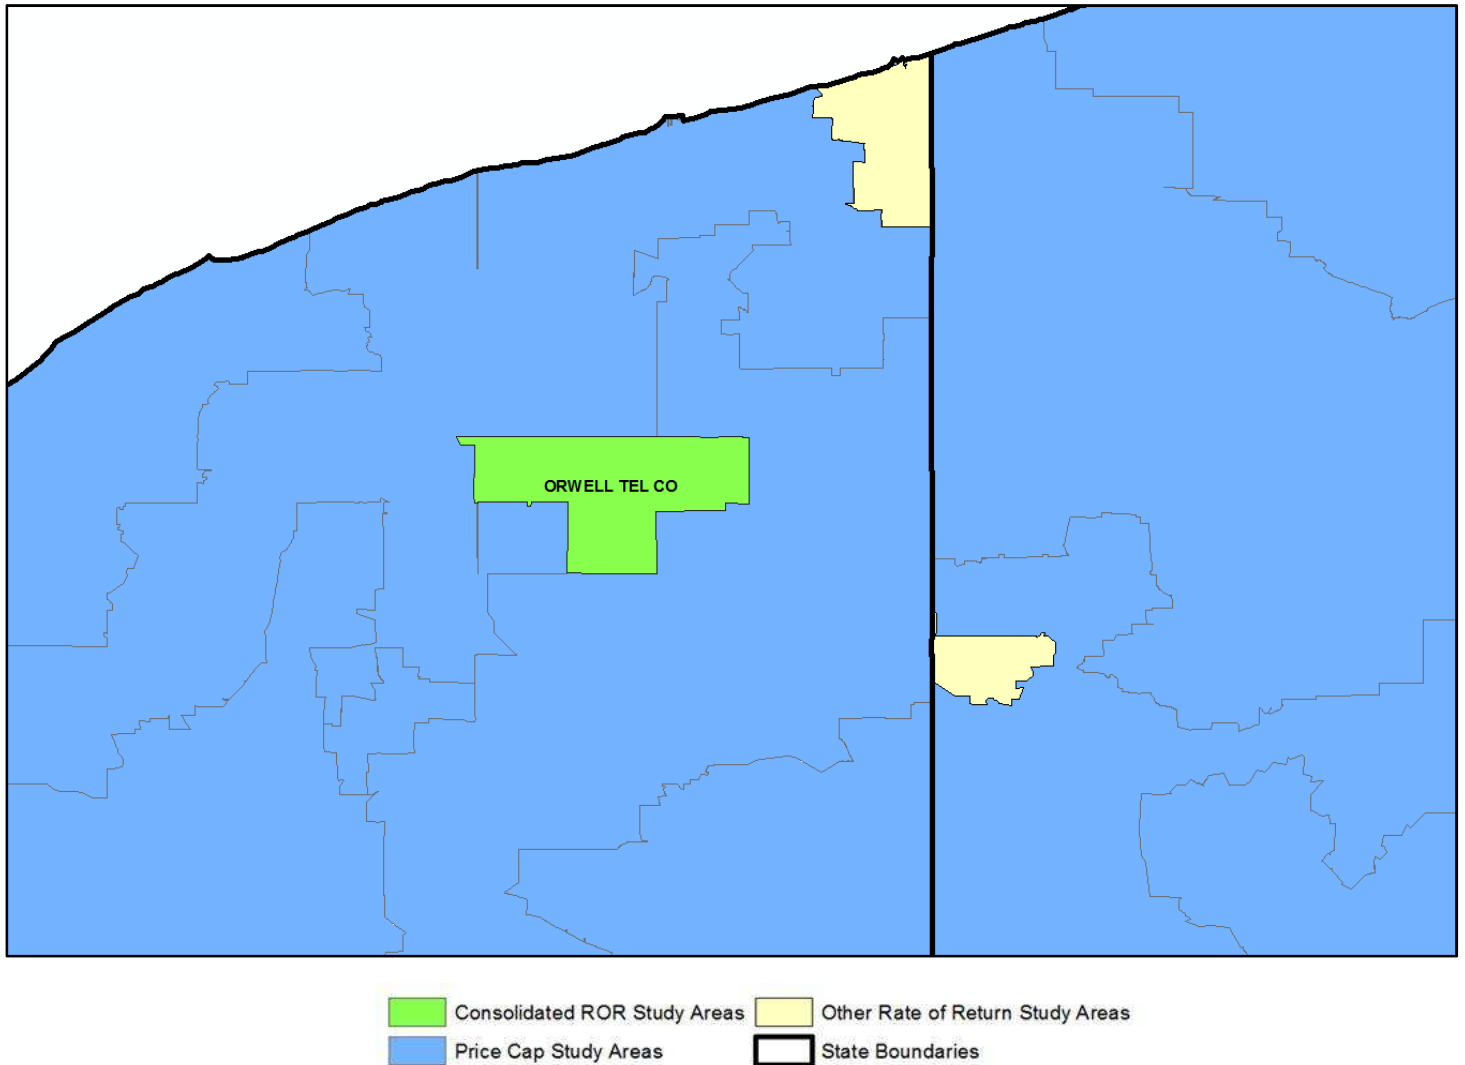 ORWELL TEL CO
Consolidated ROR Study Areas
Other Rate of Return Study Areas
Price Cap Study Areas
State Boundaries